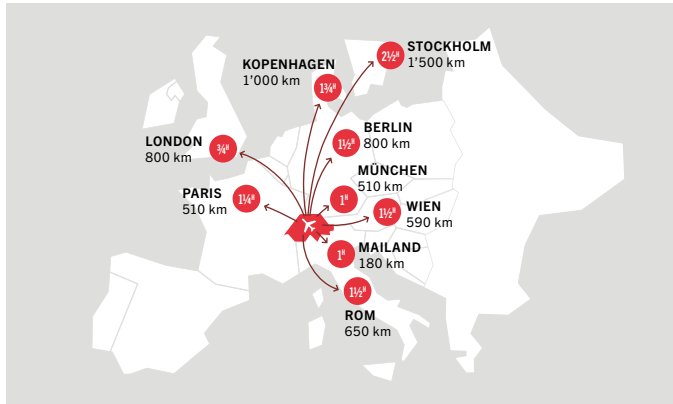 STOCKHOLM
2½H
1'500 km
KOPENHAGEN
1'000 km
1¾H
BERLIN
1½H
800 km
LONDON
¾H
800 km
MÜNCHEN
510 km
1H
PARIS
1¼H
510 km
WIEN
1½H
590 km
MAILAND
1H
180 km
1½H
ROM
650 km